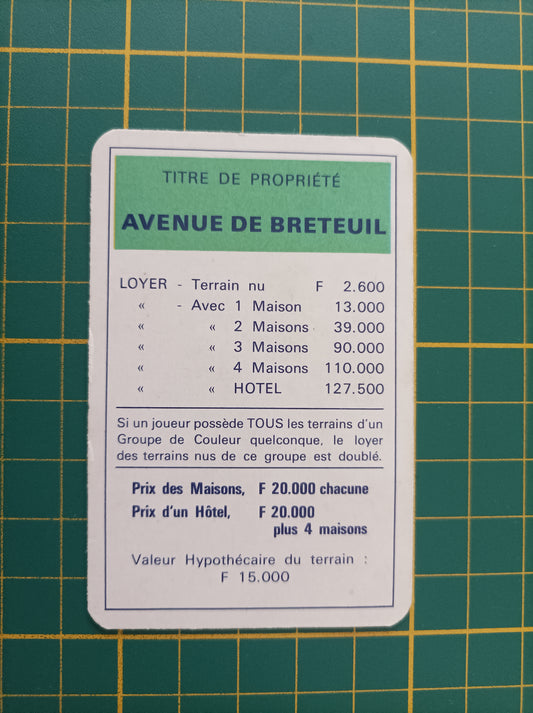 TITRE DE PROPRIÉTÉ
AVENUE DE BRETEUIL
LOYER - Terrain nu F 2.600
« - Avec 1 Maison 13.000
« « 2 Maisons 39.000
« « 3 Maisons 90.000
« « 4 Maisons 110.000
« « HOTEL 127.500
Si un joueur possède TOUS les terrains d'un
Groupe de Couleur quelconque, le loyer
des terrains nus de ce groupe est doublé.
Prix des Maisons, F 20.000 chacune
Prix d'un Hôtel, F 20.000
plus 4 maisons
Valeur Hypothécaire du terrain :
F 15.000